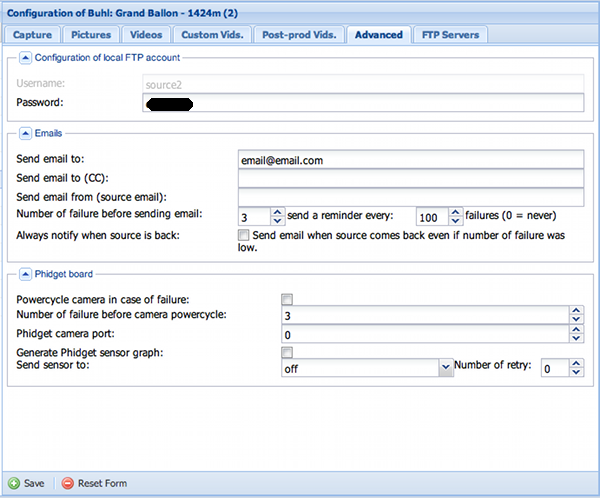 Configuration of Buhl: Grand Ballon - 1424m (2)
Capture Pictures Videos Custom Vids. Post-prod Vids. Advanced FTP Servers
Configuration of local FTP account
Username: source2
Password:
Emails
Send email to: email@email.com
Send email to (CC):
Send email from (source email):
Number of failure before sending email: 3 send a reminder every: 100 failures (0 = never)
Always notify when source is back: Send email when source comes back even if number of failure was
low.
Phidget board
Powercycle camera in case of failure:
Number of failure before camera powercycle: 3
Phidget camera port: 0
Generate Phidget sensor graph:
Send sensor to: off Number of retry: 0
Save Reset Form